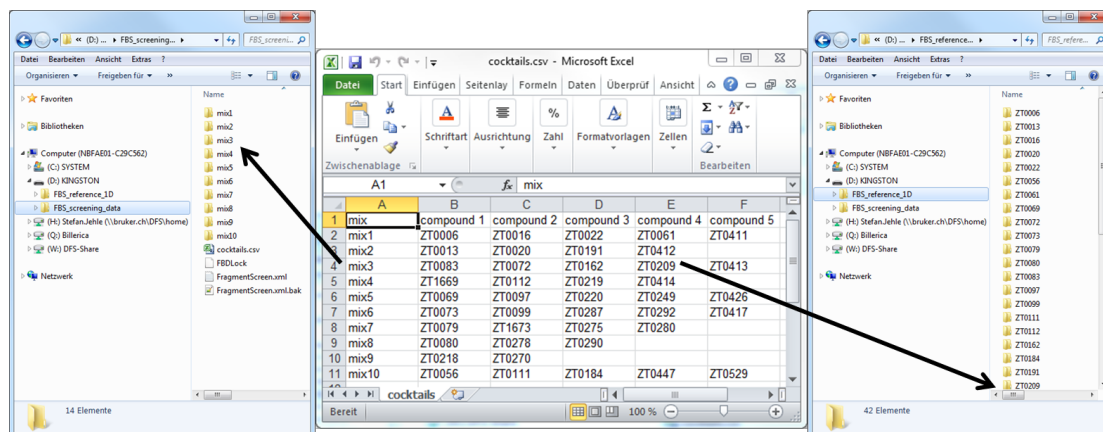 « (D:) ... ▸ FBS_screening... ▸
FBS_screeni...
Datei Bearbeiten Ansicht Extras ?
Organisieren Freigeben für »
Favoriten
Bibliotheken
Computer (NBFAE01-C29C562)
(C:) SYSTEM
(D:) KINGSTON
FBS_reference_1D
FBS_screening_data
(H:) Stefan.Jehle (\\bruker.ch\DFS\home)
(Q:) Billerica
(W:) DFS-Share
Netzwerk
Name
mix1
mix2
mix3
mix4
mix5
mix6
mix7
mix8
mix9
mix10
cocktails.csv
FBDLock
FragmentScreen.xml
FragmentScreen.xml.bak
14 Elemente
cocktails.csv - Microsoft Excel
Datei Start Einfügen Seitenlay Formeln Daten Überprüf Ansicht
Einfügen Schriftart Ausrichtung Zahl Formatvorlagen Zellen
Zwischenablage Bearbeiten
A1 fx mix
A B C D E F
1 mix compound 1 compound 2 compound 3 compound 4 compound 5
2 mix1 ZT0006 ZT0016 ZT0022 ZT0061 ZT0411
3 mix2 ZT0013 ZT0020 ZT0191 ZT0412
4 mix3 ZT0083 ZT0072 ZT0162 ZT0209 ZT0413
5 mix4 ZT1669 ZT0112 ZT0219 ZT0414
6 mix5 ZT0069 ZT0097 ZT0220 ZT0249 ZT0426
7 mix6 ZT0073 ZT0099 ZT0287 ZT0292 ZT0417
8 mix7 ZT0079 ZT1673 ZT0275 ZT0280
9 mix8 ZT0080 ZT0278 ZT0290
10 mix9 ZT0218 ZT0270
11 mix10 ZT0056 ZT0111 ZT0184 ZT0447 ZT0529
cocktails
Bereit 100 %
« (D:) ... ▸ FBS_reference... ▸
FBS_refere...
Datei Bearbeiten Ansicht Extras ?
Organisieren Freigeben für »
Favoriten
Bibliotheken
Computer (NBFAE01-C29C562)
(C:) SYSTEM
(D:) KINGSTON
FBS_reference_1D
FBS_screening_data
(H:) Stefan.Jehle (\\bruker.ch\DFS\home)
(Q:) Billerica
(W:) DFS-Share
Netzwerk
Name
ZT0006
ZT0013
ZT0016
ZT0020
ZT0022
ZT0056
ZT0061
ZT0069
ZT0072
ZT0073
ZT0079
ZT0080
ZT0083
ZT0097
ZT0099
ZT0111
ZT0112
ZT0162
ZT0184
ZT0191
ZT0209
42 Elemente